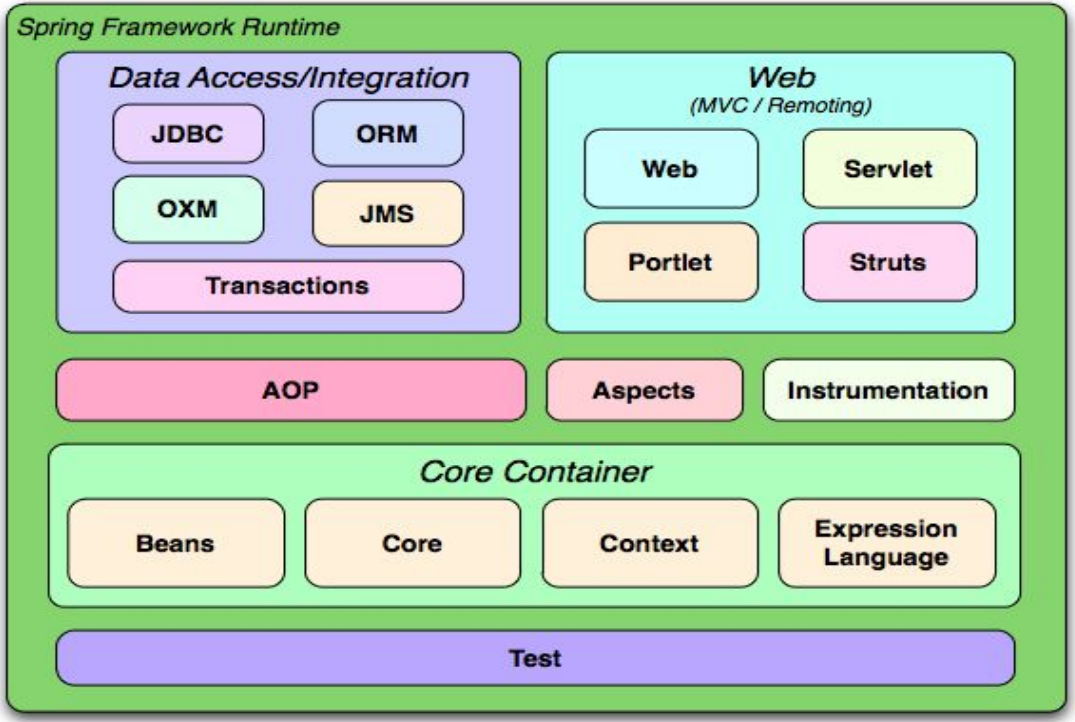 Spring Framework Runtime
Data Access/Integration
JDBC
ORM
OXM
JMS
Transactions
Web
(MVC / Remoting)
Web
Servlet
Portlet
Struts
AOP
Aspects
Instrumentation
Core Container
Beans
Core
Context
Expression
Language
Test